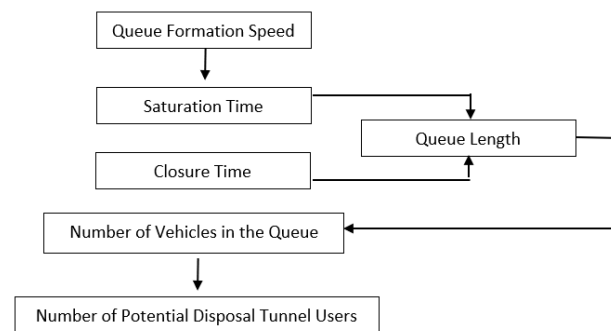 Queue Formation Speed
Saturation Time
Queue Length
Closure Time
Number of Vehicles in the Queue
Number of Potential Disposal Tunnel Users